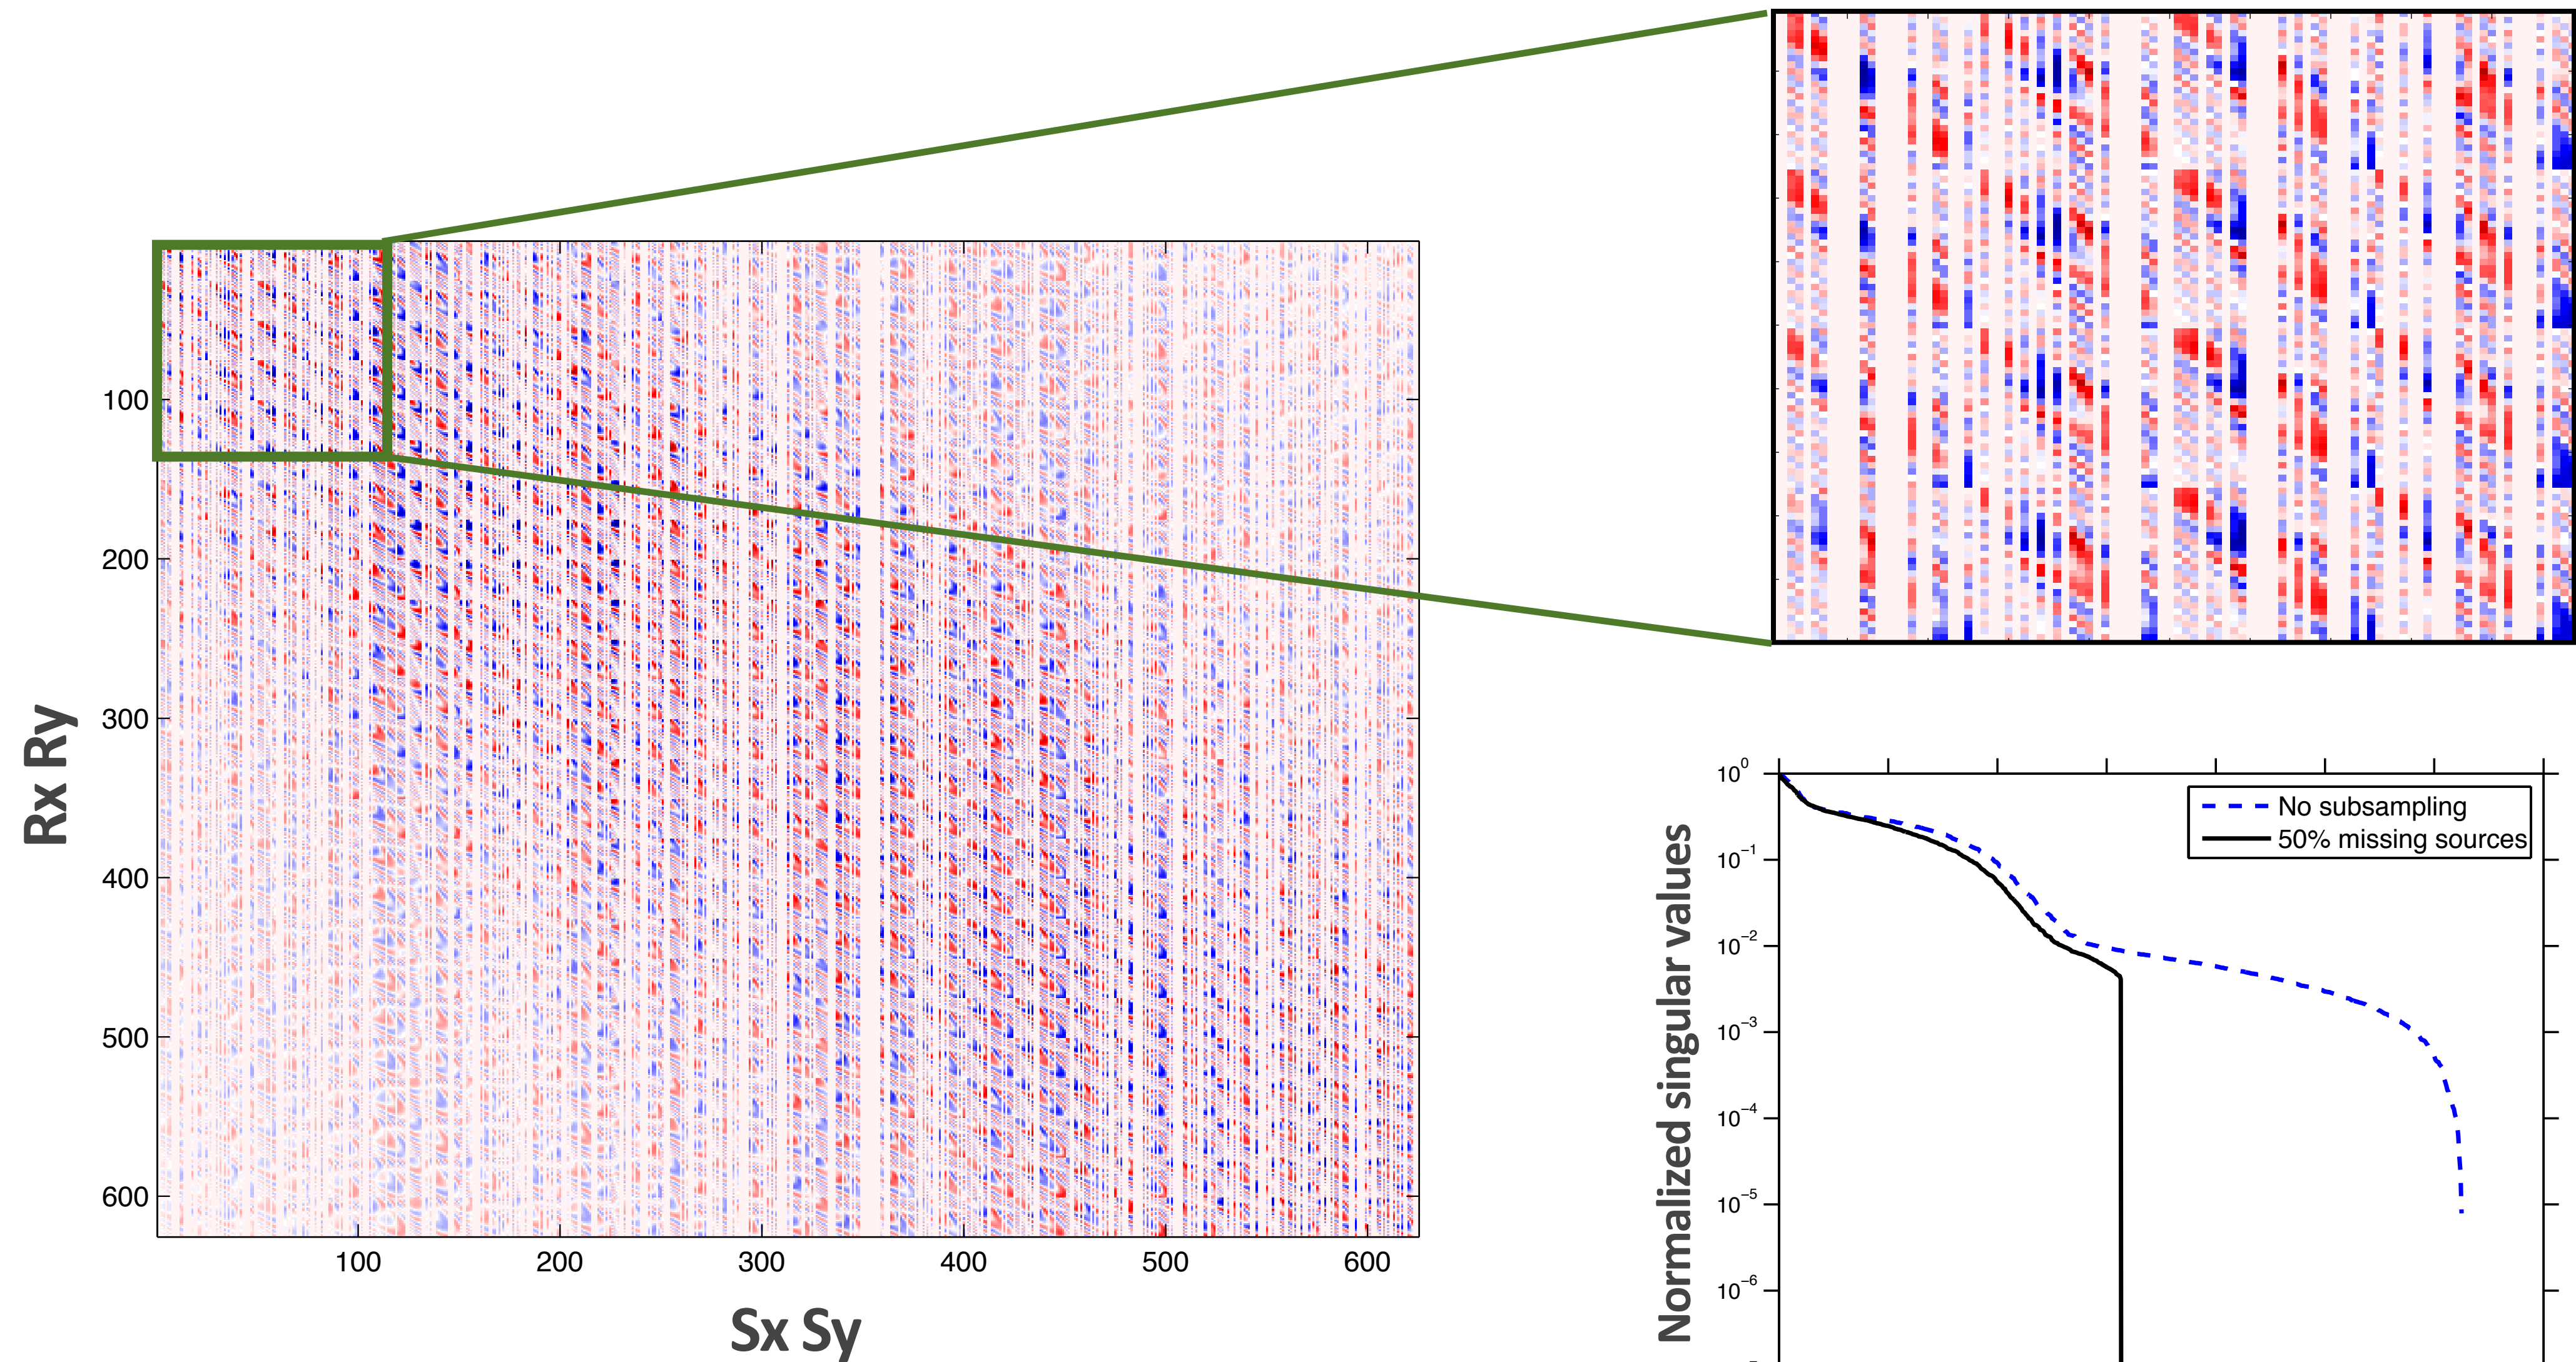 Rx Ry
100
200
300
400
500
600
100 200 300 400 500 600
Sx Sy
Normalized singular values
10^0
10^−1
10^−2
10^−3
10^−4
10^−5
10^−6
No subsampling
50% missing sources